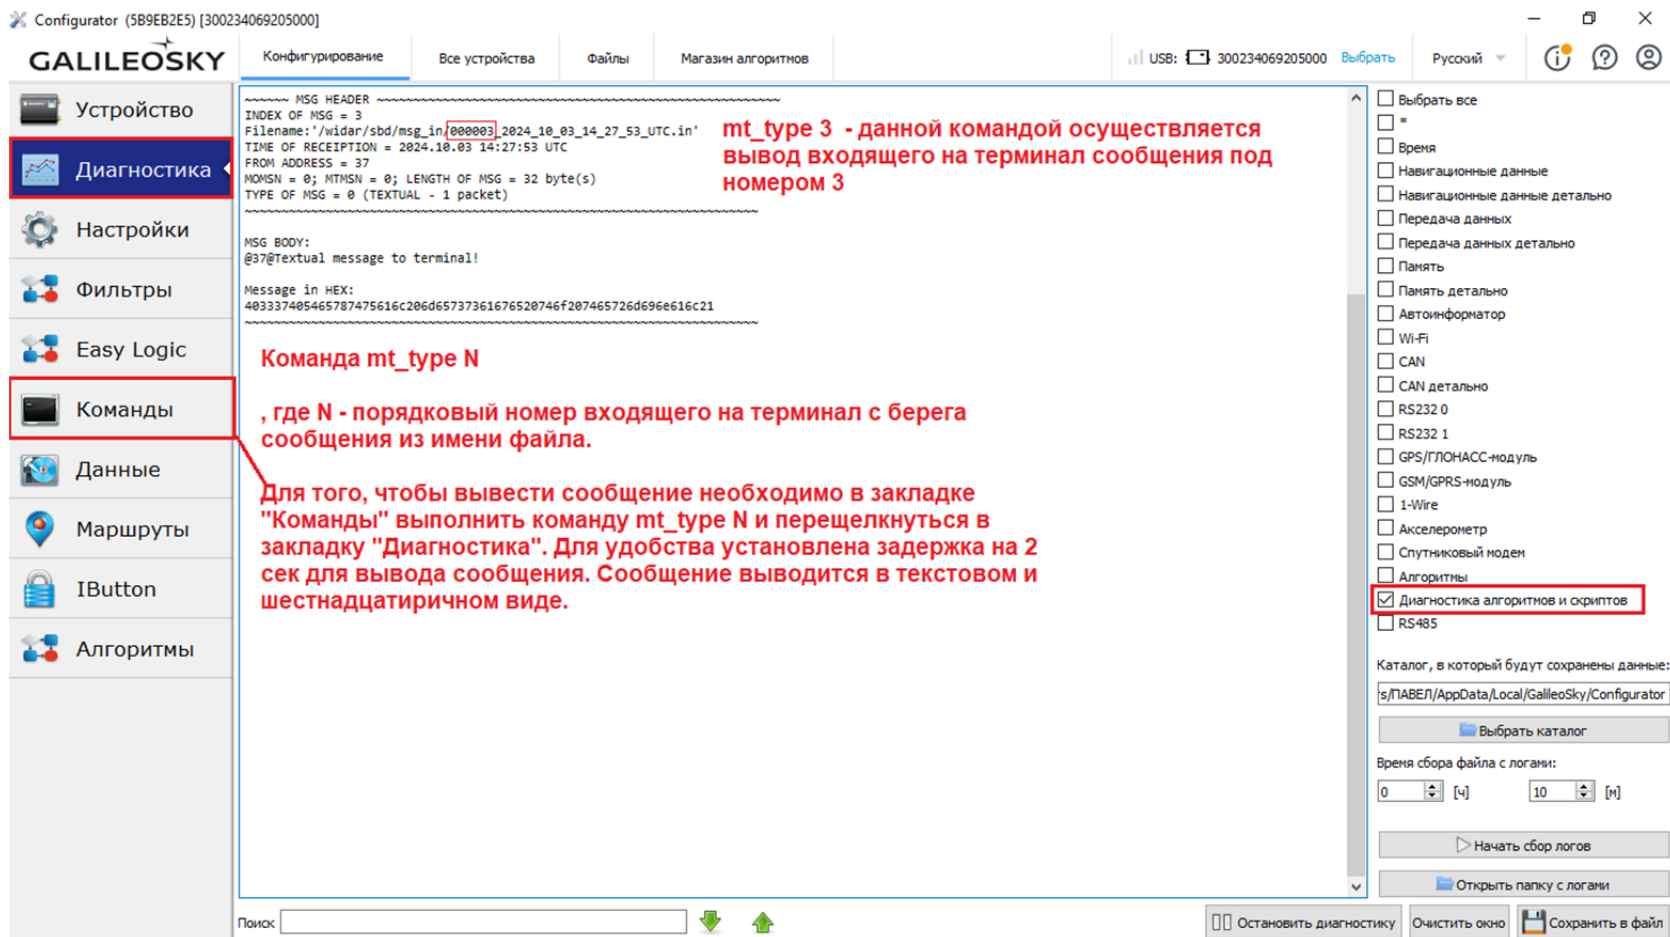 Configurator (5B9EB2E5) [300234069205000]
GALILEOSKY
Конфигурирование
Все устройства
Файлы
Магазин алгоритмов
USB: 300234069205000 Выбрать
Русский
Устройство
Диагностика
Настройки
Фильтры
Easy Logic
Команды
Данные
Маршруты
IButton
Алгоритмы
~~~~~~ MSG HEADER ~~~~~~~~~~~~~~~~~~~~~~~~~~~~~~~~~~~~~~~~~~~~~~~~~~~~~~~~
INDEX OF MSG = 3
Filename:'/widar/sbd/msg_in/000003_2024_10_03_14_27_53_UTC.in'
TIME OF RECEIPTION = 2024.10.03 14:27:53 UTC
FROM ADDRESS = 37
MOMSN = 0; MTMSN = 0; LENGTH OF MSG = 32 byte(s)
TYPE OF MSG = 0 (TEXTUAL - 1 packet)
~~~~~~~~~~~~~~~~~~~~~~~~~~~~~~~~~~~~~~~~~~~~~~~~~~~~~~~~~~~~~~~~~~~~~~~~~~
MSG BODY:
@37@Textual message to terminal!
Message in HEX:
403337405465787475616c206d65737361676520746f207465726d696e616c21
~~~~~~~~~~~~~~~~~~~~~~~~~~~~~~~~~~~~~~~~~~~~~~~~~~~~~~~~~~~~~~~~~~~~~~~~~~
mt_type 3 - данной командой осуществляется
вывод входящего на терминал сообщения под
номером 3
Команда mt_type N
, где N - порядковый номер входящего на терминал с берега
сообщения из имени файла.
Для того, чтобы вывести сообщение необходимо в закладке
"Команды" выполнить команду mt_type N и перещелкнуться в
закладку "Диагностика". Для удобства установлена задержка на 2
сек для вывода сообщения. Сообщение выводится в текстовом и
шестнадцатиричном виде.
Выбрать все
*
Время
Навигационные данные
Навигационные данные детально
Передача данных
Передача данных детально
Память
Память детально
Автоинформатор
Wi-Fi
CAN
CAN детально
RS232 0
RS232 1
GPS/ГЛОНАСС-модуль
GSM/GPRS-модуль
1-Wire
Акселерометр
Спутниковый модем
Алгоритмы
Диагностика алгоритмов и скриптов
RS485
Каталог, в который будут сохранены данные:
's/ПАВЕЛ/AppData/Local/GalileoSky/Configurator
Выбрать каталог
Время сбора файла с логами:
0 [ч] 10 [м]
Начать сбор логов
Открыть папку с логами
Поиск
Остановить диагностику
Очистить окно
Сохранить в файл